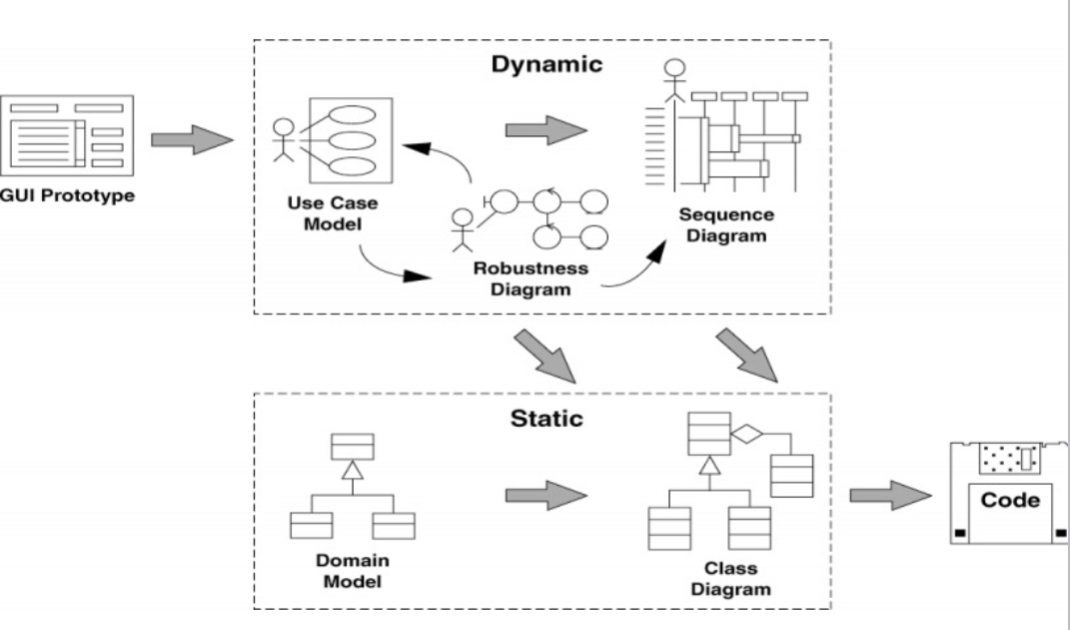 Dynamic
GUI Prototype
Use Case
Model
Sequence
Diagram
Robustness
Diagram
Static
Domain
Model
Class
Diagram
Code